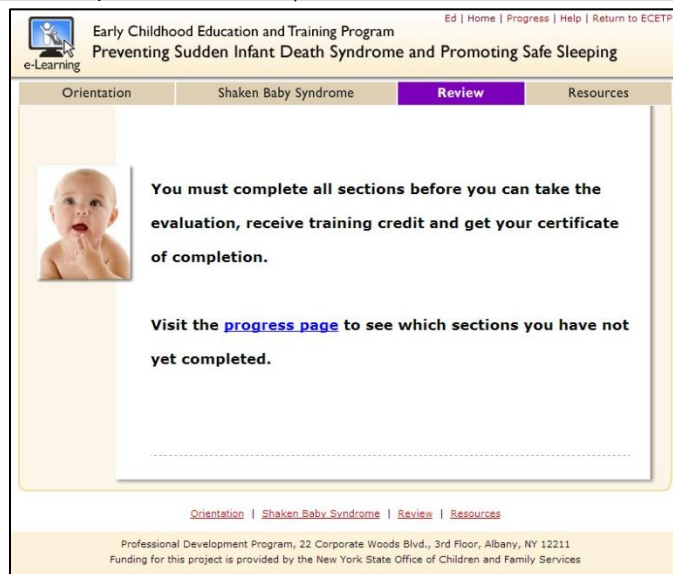 Ed | Home | Progress | Help | Return to ECETP
Early Childhood Education and Training Program
Preventing Sudden Infant Death Syndrome and Promoting Safe Sleeping
e-Learning
Orientation
Shaken Baby Syndrome
Review
Resources
You must complete all sections before you can take the
evaluation, receive training credit and get your certificate
of completion.
Visit the progress page to see which sections you have not
yet completed.
Orientation | Shaken Baby Syndrome | Review | Resources
Professional Development Program, 22 Corporate Woods Blvd., 3rd Floor, Albany, NY 12211
Funding for this project is provided by the New York State Office of Children and Family Services